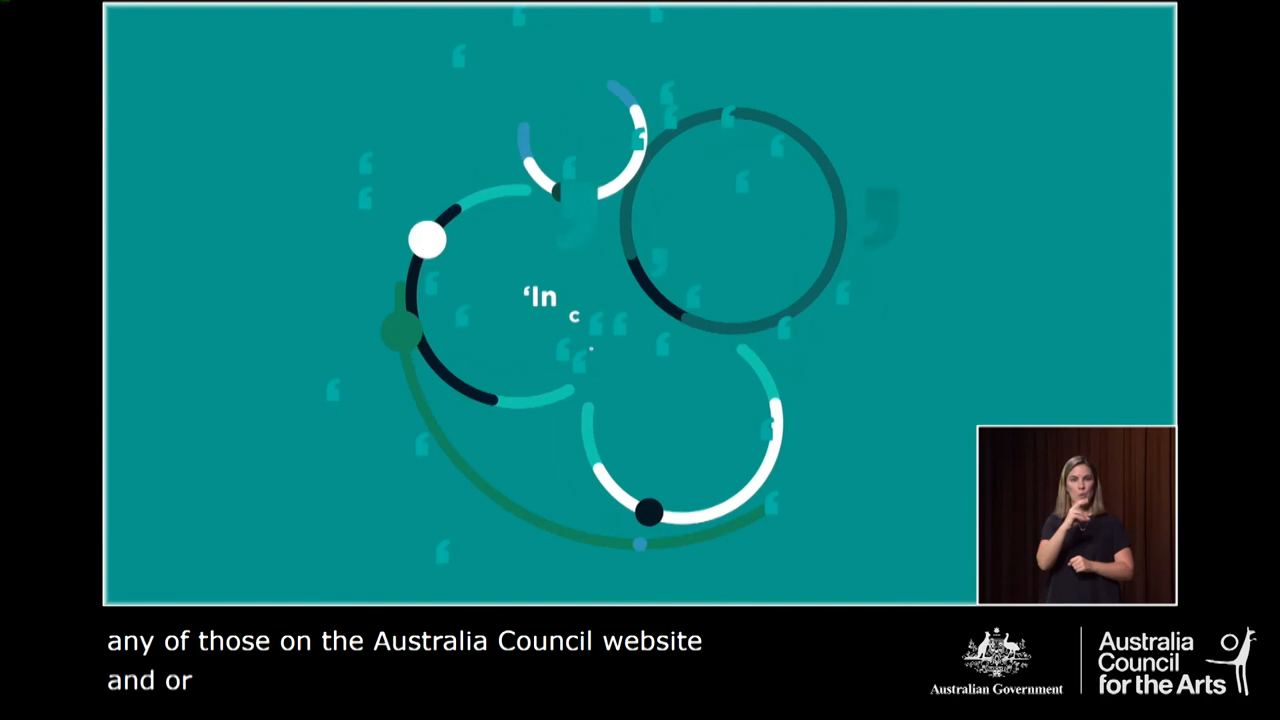 ‘In
c
any of those on the Australia Council website
and or
Australian Government
Australia
Council
for the Arts